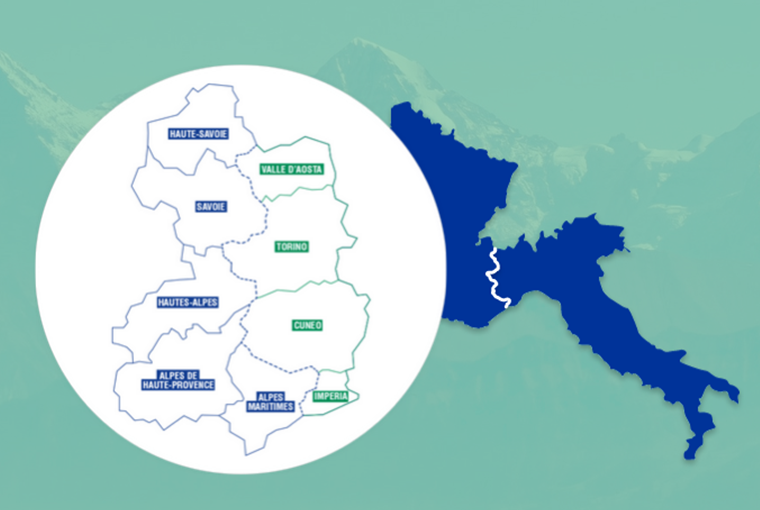 HAUTE-SAVOIE
VALLE D'AOSTA
SAVOIE
TORINO
HAUTES-ALPES
CUNEO
ALPES DE
HAUTE-PROVENCE
ALPES
MARITIMES
IMPERIA